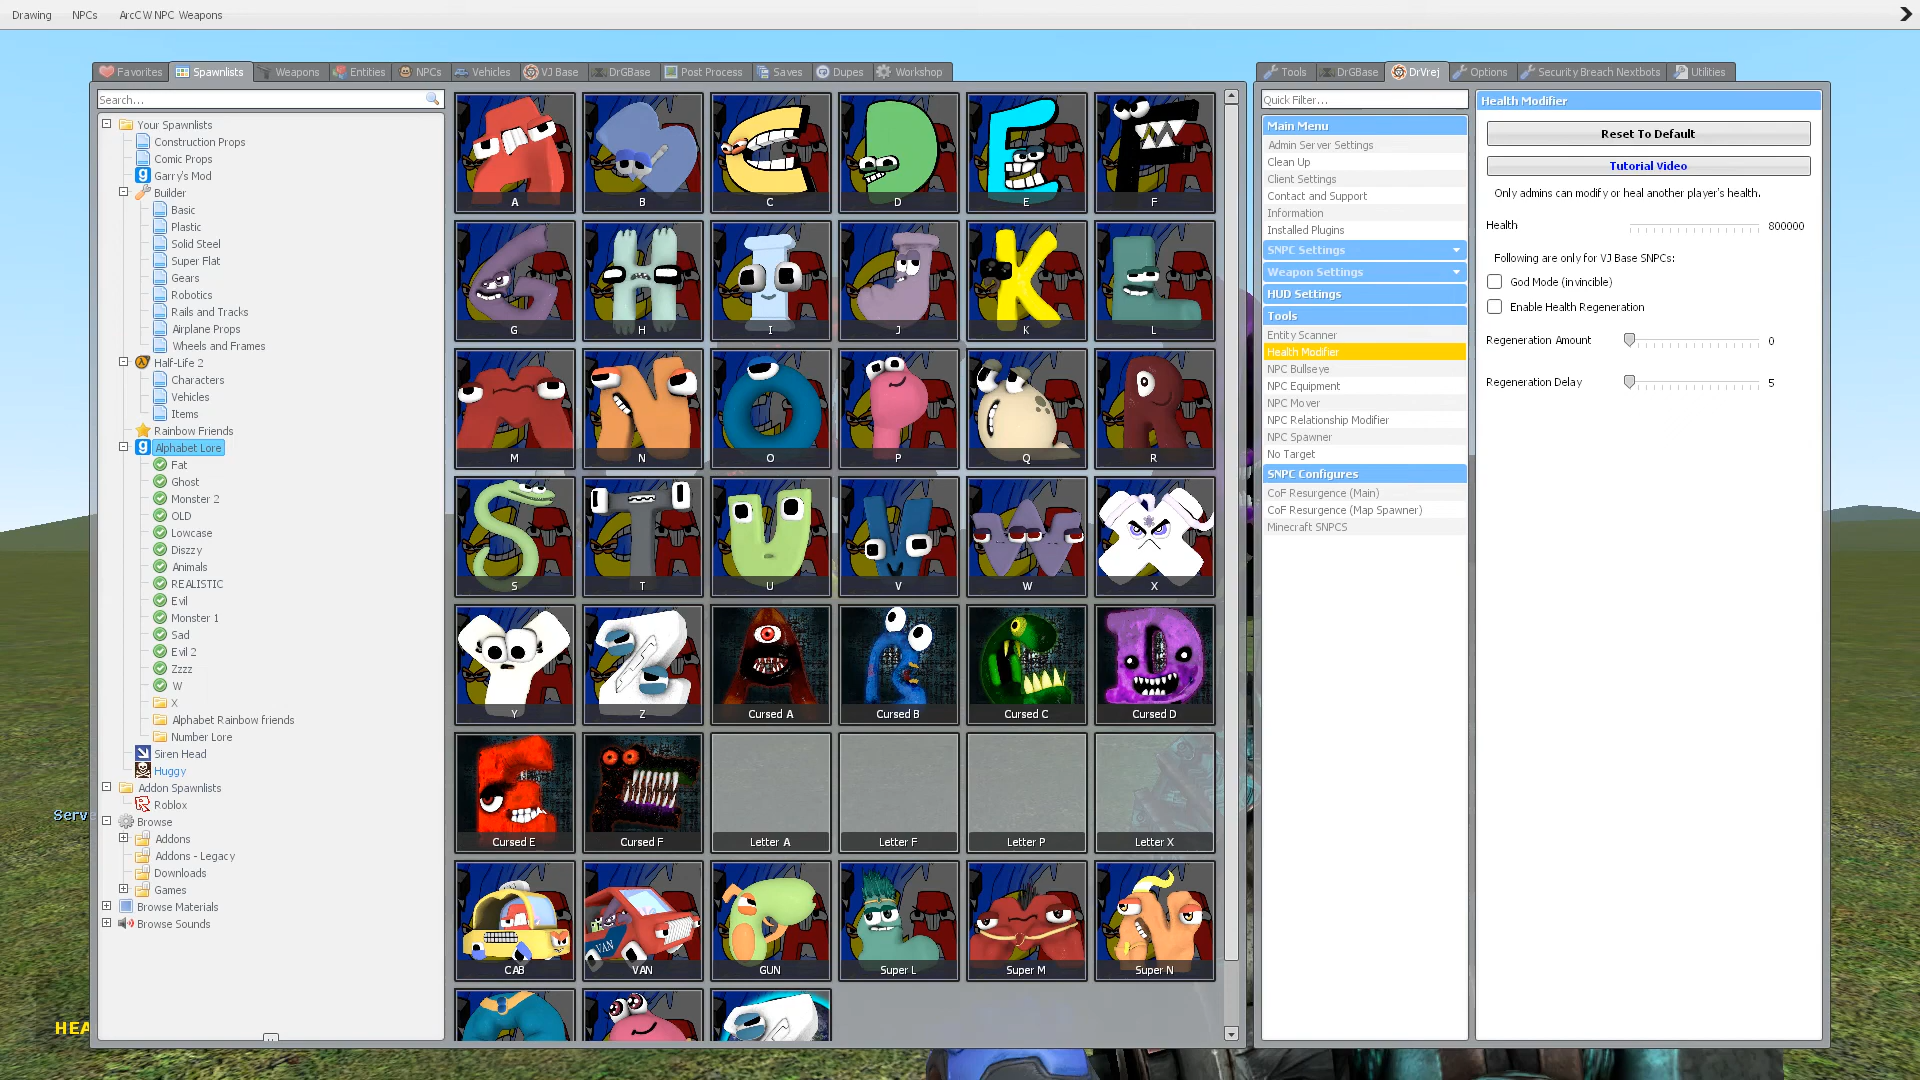 Drawing NPCs ArcCW NPC Weapons
Favorites Spawnlists Weapons Entities NPCs Vehicles VJ Base DrGBase Post Process Saves Dupes Workshop
Search...
Your Spawnlists
Construction Props
Comic Props
Garry's Mod
Builder
Basic
Plastic
Solid Steel
Super Flat
Gears
Robotics
Rails and Tracks
Airplane Props
Wheels and Frames
Half-Life 2
Characters
Vehicles
Items
Rainbow Friends
Alphabet Lore
Fat
Ghost
Monster 2
OLD
Lowcase
Diszzy
Animals
REALISTIC
Evil
Monster 1
Sad
Evil 2
Zzzz
W
X
Alphabet Rainbow friends
Number Lore
Siren Head
Huggy
Addon Spawnlists
Roblox
Browse
Addons
Addons - Legacy
Downloads
Games
Browse Materials
Browse Sounds
A B C D E F
G H I J K L
M N O P Q R
S T U V W X
Y Z Cursed A Cursed B Cursed C Cursed D
Cursed E Cursed F Letter A Letter F Letter P Letter X
VAN
CAB VAN GUN Super L Super M Super N
Tools DrGBase DrVrej Options Security Breach Nextbots Utilities
Quick Filter...
Main Menu
Admin Server Settings
Clean Up
Client Settings
Contact and Support
Information
Installed Plugins
SNPC Settings
Weapon Settings
HUD Settings
Tools
Entity Scanner
Health Modifier
NPC Bullseye
NPC Equipment
NPC Mover
NPC Relationship Modifier
NPC Spawner
No Target
SNPC Configures
CoF Resurgence (Main)
CoF Resurgence (Map Spawner)
Minecraft SNPCS
Health Modifier
Reset To Default
Tutorial Video
Only admins can modify or heal another player's health.
Health 800000
Following are only for VJ Base SNPCs:
God Mode (invincible)
Enable Health Regeneration
Regeneration Amount 0
Regeneration Delay 5
Serv
HEA